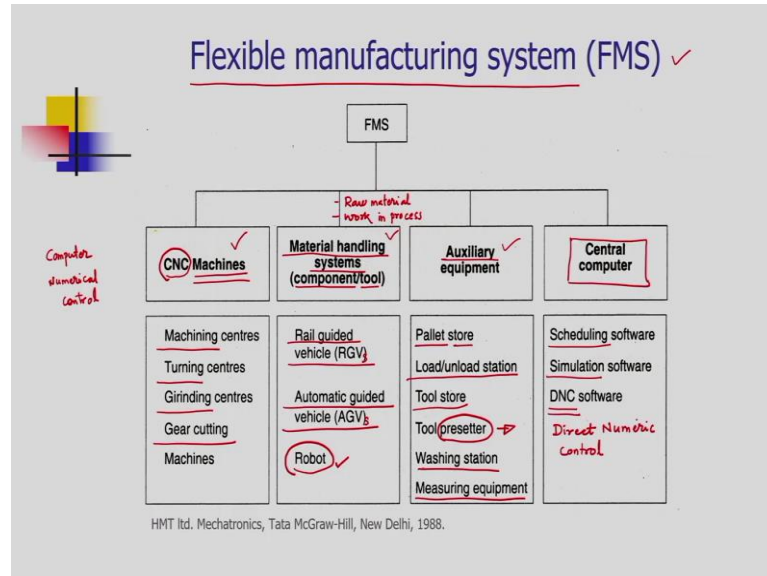 Flexible manufacturing system (FMS) ✓
FMS
- Raw material
- work in process
Computer
Numerical
control
CNC Machines
Material handling
systems
(component/tool)
Auxiliary
equipment
Central
computer
Machining centres
Turning centres
Girinding centres
Gear cutting
Machines
Rail guided
vehicle (RGV)s
Automatic guided
vehicle (AGV)s
Robot
Pallet store
Load/unload station
Tool store
Tool presetter
Washing station
Measuring equipment
Scheduling software
Simulation software
DNC software
Direct Numeric
control
HMT ltd. Mechatronics, Tata McGraw-Hill, New Delhi, 1988.